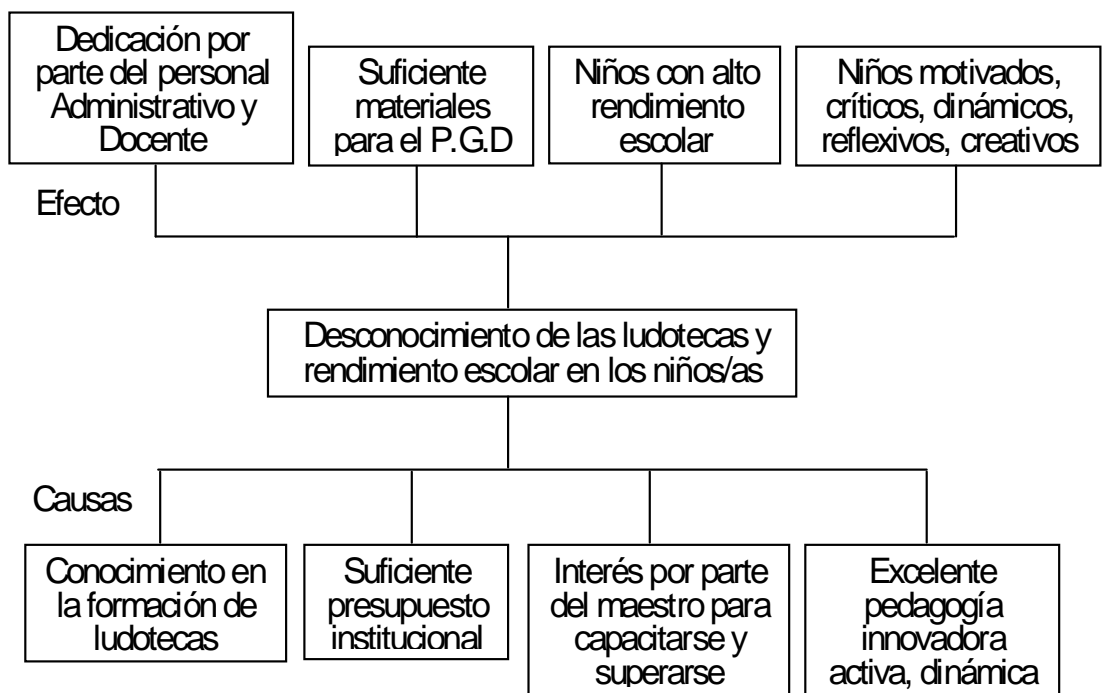 Dedicación por
parte del personal
Administrativo y
Docente
Suficiente
materiales
para el P.G.D
Niños con alto
rendimiento
escolar
Niños motivados,
críticos, dinámicos,
reflexivos, creativos
Efecto
Desconocimiento de las ludotecas y
rendimiento escolar en los niños/as
Causas
Conocimiento en
la formación de
ludotecas
Suficiente
presupuesto
institucional
Interés por parte
del maestro para
capacitarse y
superarse
Excelente
pedagogía
innovadora
activa, dinámica